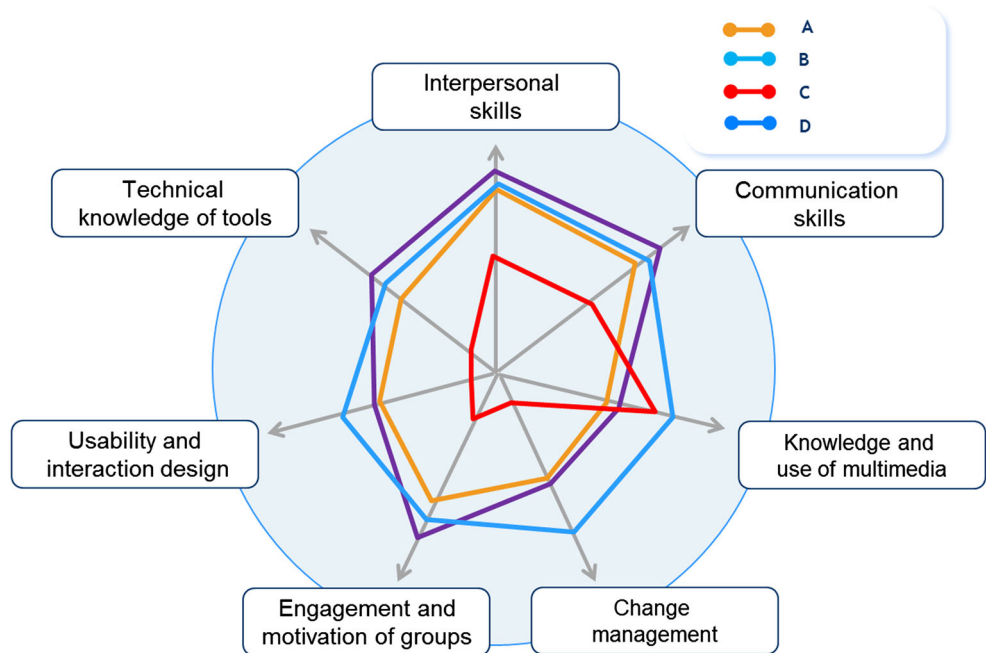 A
B
C
D
Interpersonal
skills
Technical
knowledge of tools
Communication
skills
Usability and
interaction design
Knowledge and
use of multimedia
Engagement and
motivation of groups
Change
management